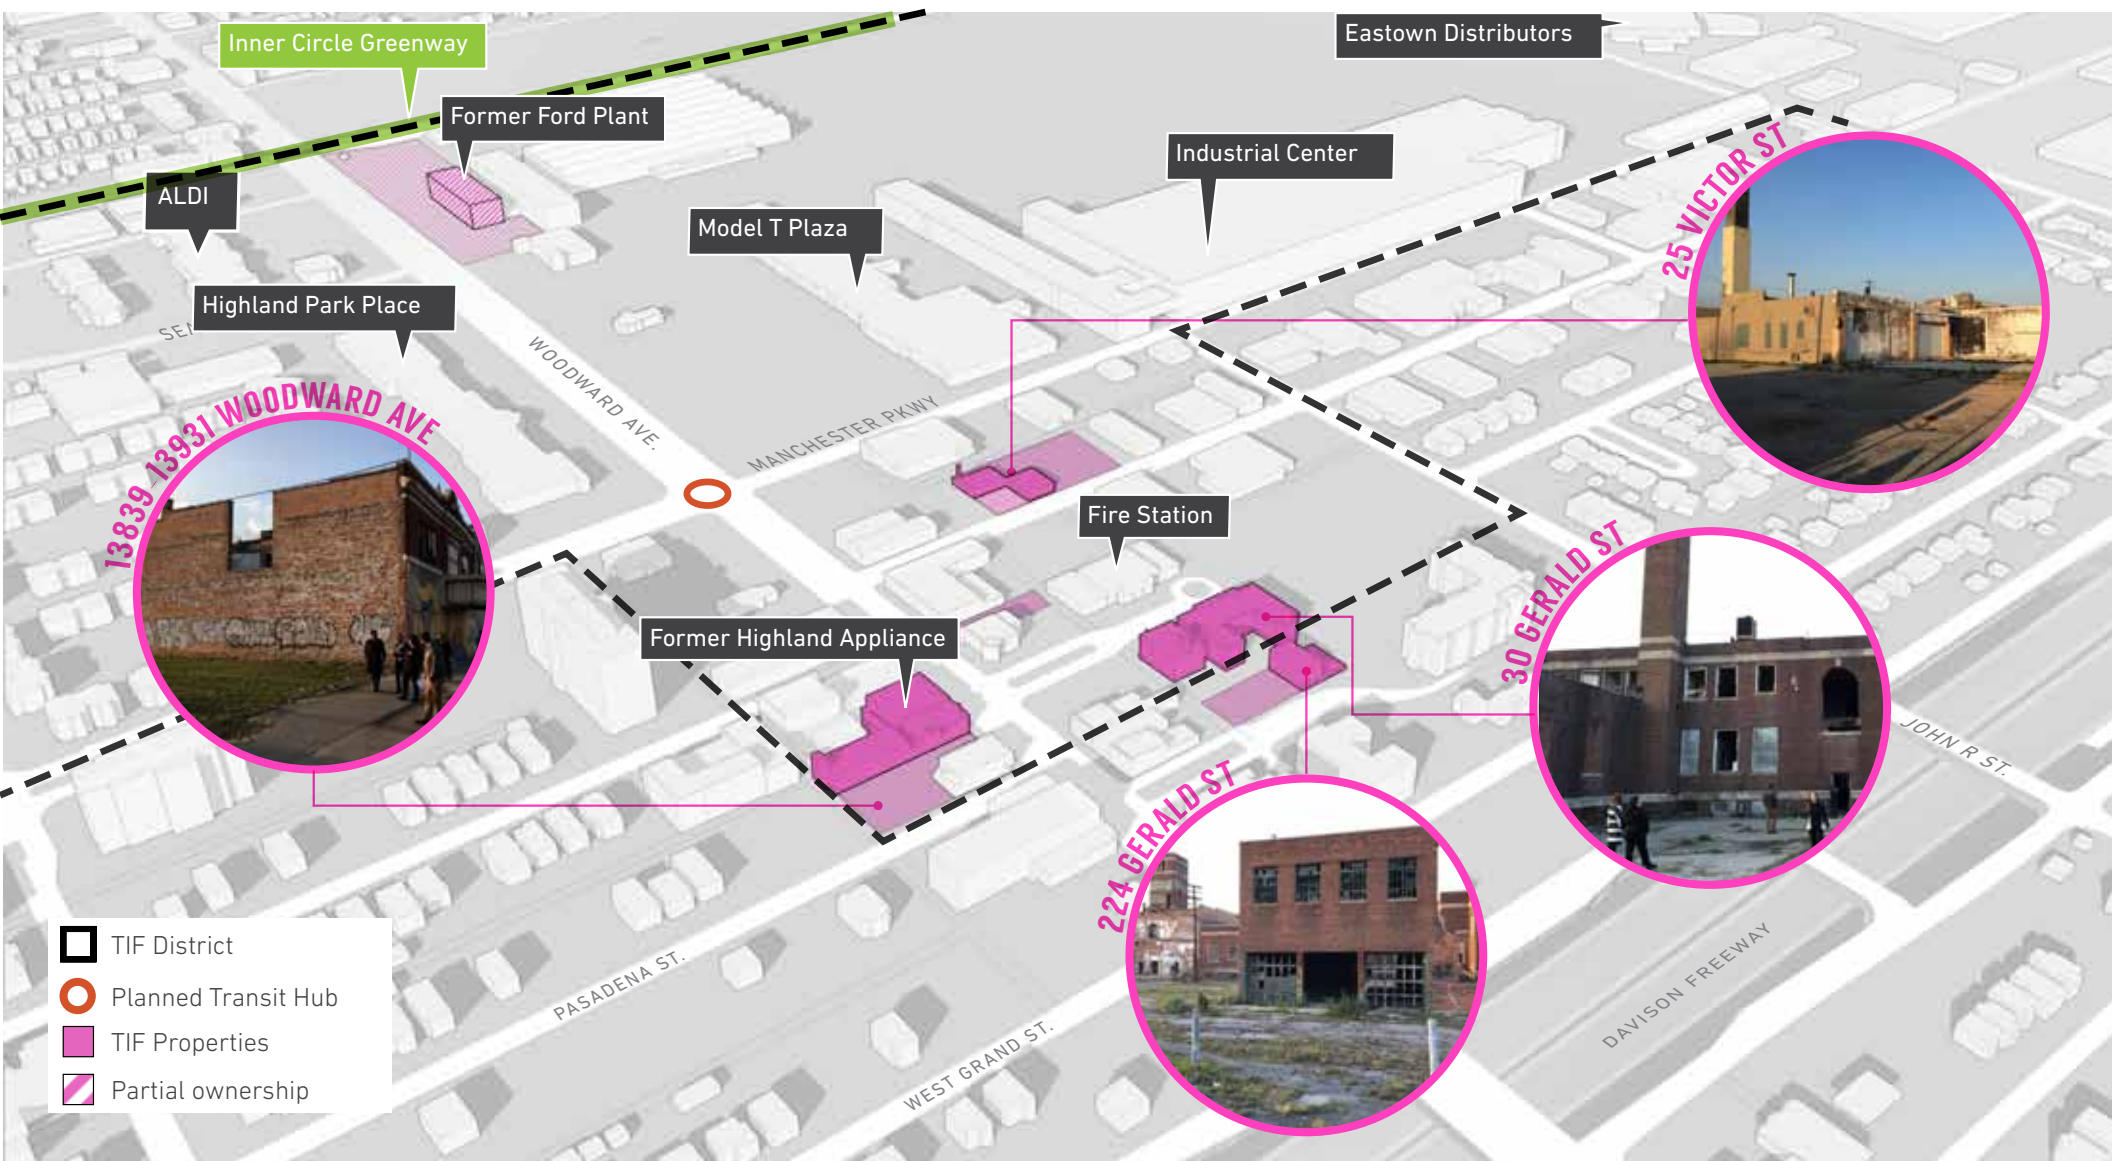 Inner Circle Greenway
Eastown Distributors
Former Ford Plant
Industrial Center
ALDI
Model T Plaza
25 VICTOR ST
Highland Park Place
SEN
WOODWARD AVE.
MANCHESTER PKWY
13839-13931 WOODWARD AVE
Fire Station
30 GERALD ST
Former Highland Appliance
JOHN R ST.
224 GERALD ST
TIF District
Planned Transit Hub
TIF Properties
Partial ownership
PASADENA ST.
WEST GRAND ST.
DAVISON FREEWAY